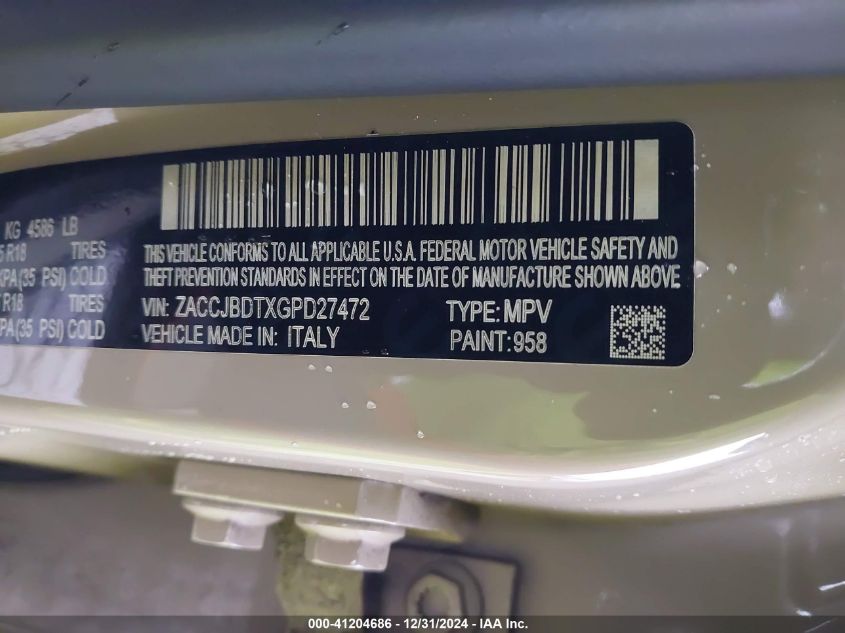 KG 4586 LB
R18 TIRES
KPA(35 PSI) COLD
R18 TIRES
KPA(35 PSI) COLD
THIS VEHICLE CONFORMS TO ALL APPLICABLE U.S.A. FEDERAL MOTOR VEHICLE SAFETY AND
THEFT PREVENTION STANDARDS IN EFFECT ON THE DATE OF MANUFACTURE SHOWN ABOVE.
VIN: ZACCJBDTXGPD27472 TYPE: MPV
VEHICLE MADE IN: ITALY PAINT:958
000-41204686 - 12/31/2024 - IAA Inc.